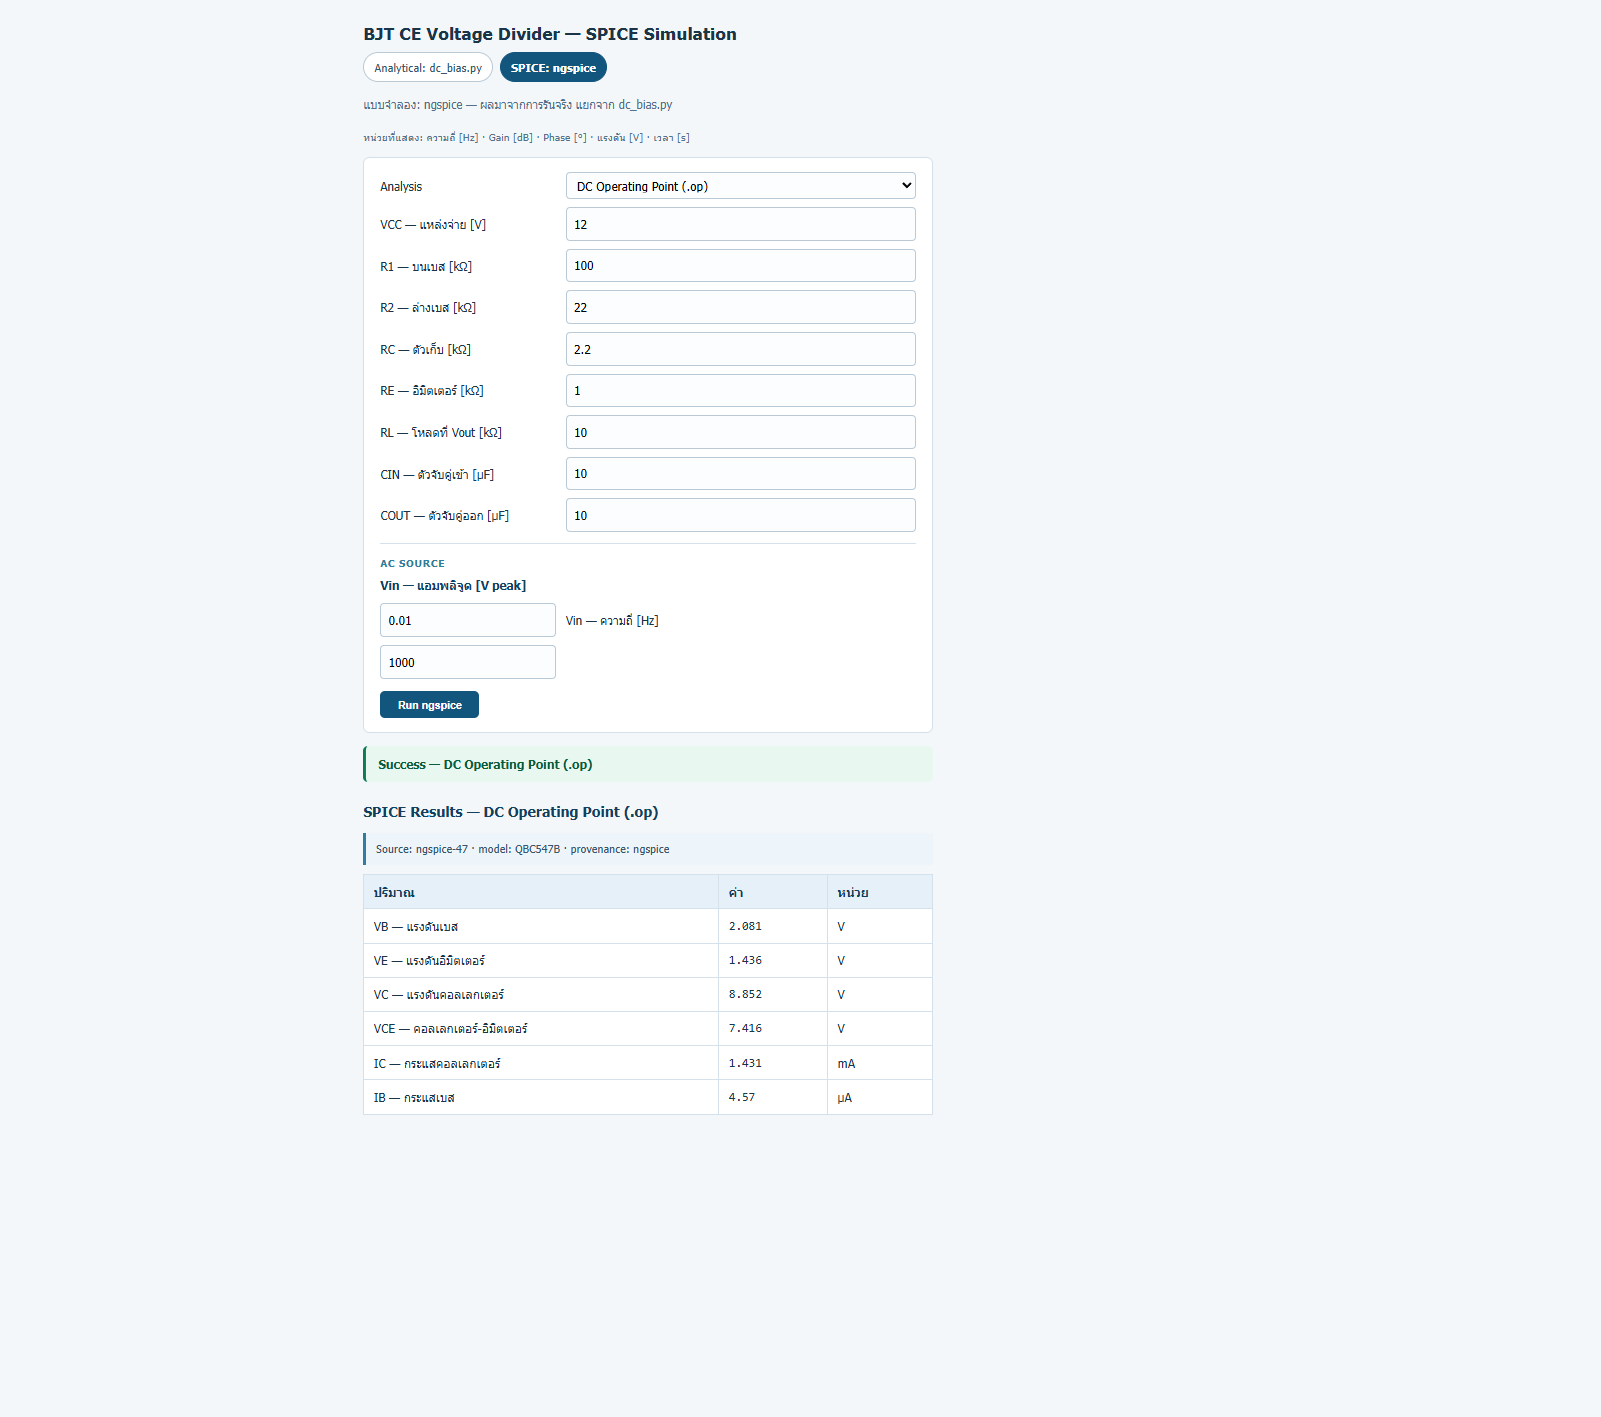 BJT CE Voltage Divider — SPICE Simulation
Analytical: dc_bias.py
SPICE: ngspice
แบบจำลอง: ngspice — ผลมาจากการรันจริง แยกจาก dc_bias.py
หน่วยที่แสดง: ความถี่ [Hz] · Gain [dB] · Phase [°] · แรงดัน [V] · เวลา [s]
Analysis
DC Operating Point (.op)
VCC — แหล่งจ่าย [V]
12
R1 — บนเบส [kΩ]
100
R2 — ล่างเบส [kΩ]
22
RC — ตัวเก็บ [kΩ]
2.2
RE — อิมิตเตอร์ [kΩ]
1
RL — โหลดที่ Vout [kΩ]
10
CIN — ตัวจับคู่เข้า [µF]
10
COUT — ตัวจับคู่ออก [µF]
10
AC SOURCE
Vin — แอมพลิจูด [V peak]
0.01
Vin — ความถี่ [Hz]
1000
Run ngspice
Success — DC Operating Point (.op)
SPICE Results — DC Operating Point (.op)
Source: ngspice-47 · model: QBC547B · provenance: ngspice
ปริมาณ ค่า หน่วย
VB — แรงดันเบส 2.081 V
VE — แรงดันอิมิตเตอร์ 1.436 V
VC — แรงดันคอลเลกเตอร์ 8.852 V
VCE — คอลเลกเตอร์-อิมิตเตอร์ 7.416 V
IC — กระแสคอลเลกเตอร์ 1.431 mA
IB — กระแสเบส 4.57 µA